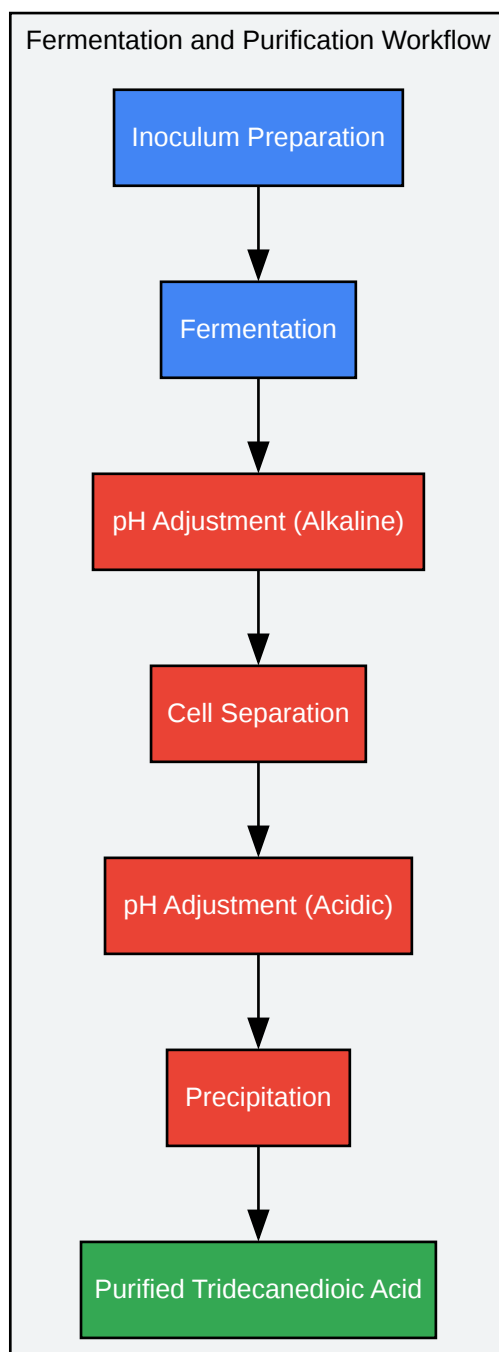 Fermentation and Purification Workflow
Inoculum Preparation
Fermentation
pH Adjustment (Alkaline)
Cell Separation
pH Adjustment (Acidic)
Precipitation
Purified Tridecanedioic Acid